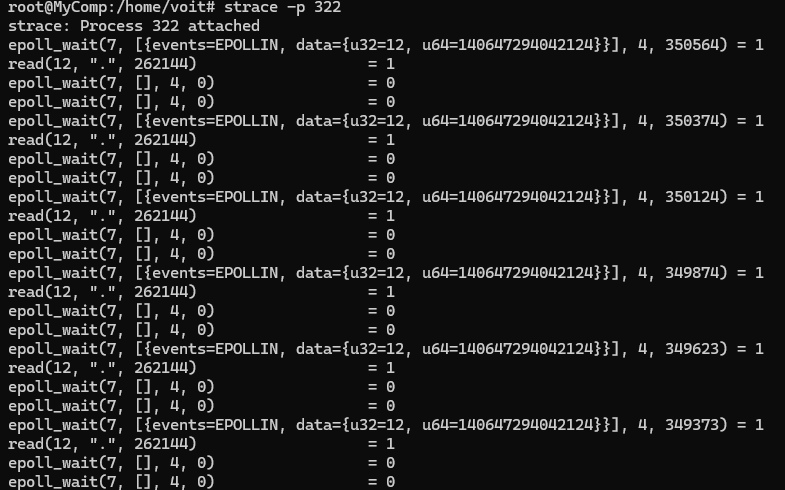 root@MyComp:/home/voit# strace -p 322
strace: Process 322 attached
epoll_wait(7, [{events=EPOLLIN, data={u32=12, u64=140647294042124}}], 4, 350564) = 1
read(12, ".", 262144)                   = 1
epoll_wait(7, [], 4, 0)                 = 0
epoll_wait(7, [], 4, 0)                 = 0
epoll_wait(7, [{events=EPOLLIN, data={u32=12, u64=140647294042124}}], 4, 350374) = 1
read(12, ".", 262144)                   = 1
epoll_wait(7, [], 4, 0)                 = 0
epoll_wait(7, [], 4, 0)                 = 0
epoll_wait(7, [{events=EPOLLIN, data={u32=12, u64=140647294042124}}], 4, 350124) = 1
read(12, ".", 262144)                   = 1
epoll_wait(7, [], 4, 0)                 = 0
epoll_wait(7, [], 4, 0)                 = 0
epoll_wait(7, [{events=EPOLLIN, data={u32=12, u64=140647294042124}}], 4, 349874) = 1
read(12, ".", 262144)                   = 1
epoll_wait(7, [], 4, 0)                 = 0
epoll_wait(7, [], 4, 0)                 = 0
epoll_wait(7, [{events=EPOLLIN, data={u32=12, u64=140647294042124}}], 4, 349623) = 1
read(12, ".", 262144)                   = 1
epoll_wait(7, [], 4, 0)                 = 0
epoll_wait(7, [], 4, 0)                 = 0
epoll_wait(7, [{events=EPOLLIN, data={u32=12, u64=140647294042124}}], 4, 349373) = 1
read(12, ".", 262144)                   = 1
epoll_wait(7, [], 4, 0)                 = 0
epoll_wait(7, [], 4, 0)                 = 0